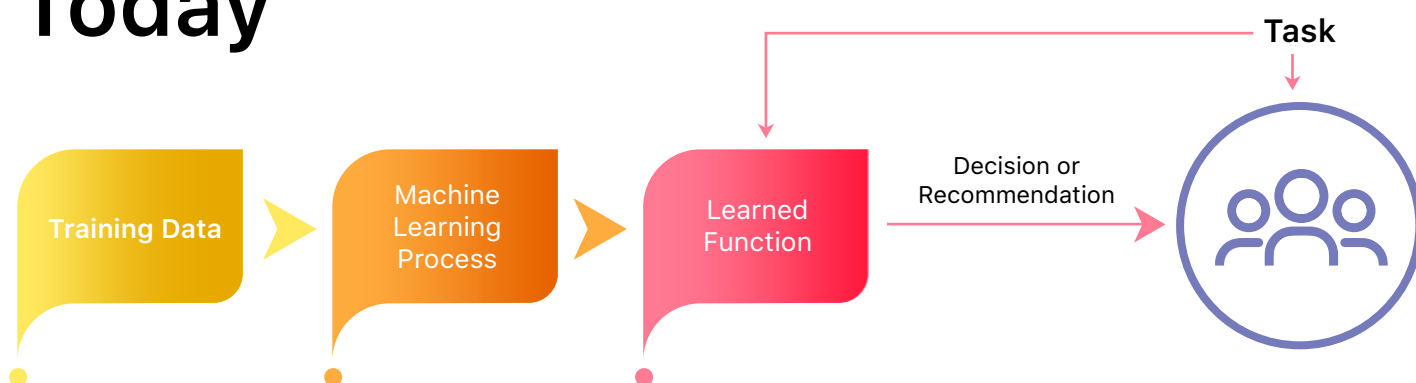 Today
Task
Training Data
Machine
Learning
Process
Learned
Function
Decision or
Recommendation